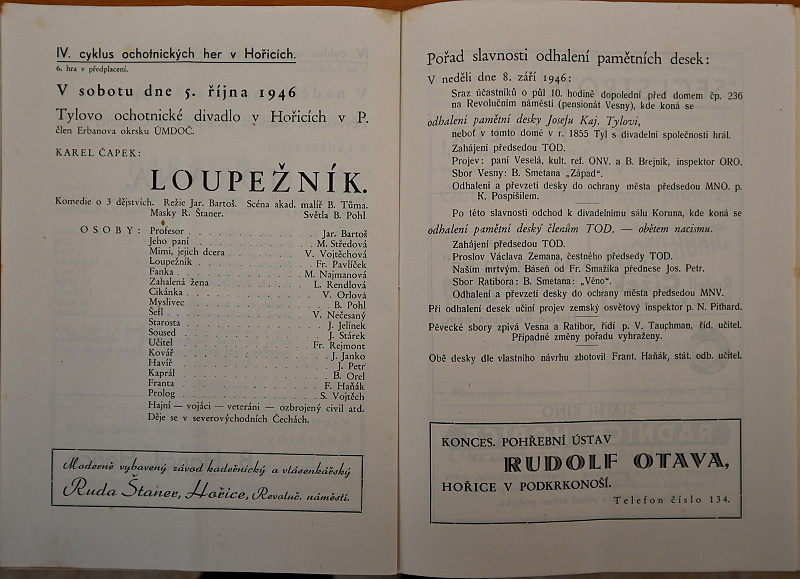 IV. cyklus ochotnických her v Hořicích.
6. hra v předplacení.
V sobotu dne 5. října 1946
Tylovo ochotnické divadlo v Hořicích v P.
člen Erbanova okrsku ÚMDOČ.
KAREL ČAPEK:
LOUPEŽNÍK.
Komedie o 3 dějstvích. Režie Jar. Bartoš. Scéna akad. malíř B. Tůma.
Masky R. Štaner. Světla B. Pohl
OSOBY: Profesor . . . . . Jar. Bartoš
Jeho paní . . . . . M. Středová
Mimi, jejich dcera . . . . . V. Vojtěchová
Loupežník . . . . . Fr. Pavlíček
Fanka . . . . . M. Najmanová
Zahalená žena . . . . . L. Rendlová
Cikánka . . . . . V. Orlová
Myslivec . . . . . B. Pohl
Šefl . . . . . V. Nečesaný
Starosta . . . . . J. Jelínek
Soused . . . . . J. Stárek
Učitel . . . . . Fr. Rejmont
Kovář . . . . . J. Janko
Havíř . . . . . J. Petr
Kaprál . . . . . B. Orel
Franta . . . . . F. Haňák
Prolog . . . . . S. Vojtěch
Hajní — vojáci — veteráni — ozbrojený civil atd.
Děje se v severovýchodních Čechách.
Moderně vybavený závod kadeřnický a vlásenkářský
Ruda Štaner, Hořice, Revoluč. náměstí.
Pořad slavnosti odhalení pamětních desek:
V neděli dne 8. září 1946:
Sraz účastníků o půl 10. hodině dopolední před domem čp. 236
na Revolučním náměstí (pensionát Vesny), kde koná se
odhalení pamětní desky Josefu Kaj. Tylovi,
neboť v tomto domě v r. 1855 Tyl s divadelní společností hrál.
Zahájení předsedou TOD.
Projev: paní Veselá, kult. ref. ONV. a B. Brejník, inspektor ORO.
Sbor Vesny: B. Smetana „Západ".
Odhalení a převzetí desky do ochrany města předsedou MNO. p.
K. Pospíšilem.
Po této slavnosti odchod k divadelnímu sálu Koruna, kde koná se
odhalení pamětní desky členům TOD. — obětem nacismu.
Zahájení předsedou TOD.
Proslov Václava Zemana, čestného předsedy TOD.
Našim mrtvým. Báseň od Fr. Smažíka přednese Jos. Petr.
Sbor Ratibora: B. Smetana: „Věno".
Odhalení a převzetí desky do ochrany města předsedou MNV.
Při odhalení desek učiní projev zemský osvětový inspektor p. N. Pithard.
Pěvecké sbory zpívá Vesna a Ratibor, řídí p. V. Tauchman, říd. učitel.
Případné změny pořadu vyhraženy.
Obě desky dle vlastního návrhu zhotovil Frant. Haňák, stát. odb. učitel.
KONCES. POHŘEBNÍ ÚSTAV
RUDOLF OTAVA,
HOŘICE V PODKRKONOŠÍ.
Telefon číslo 134.